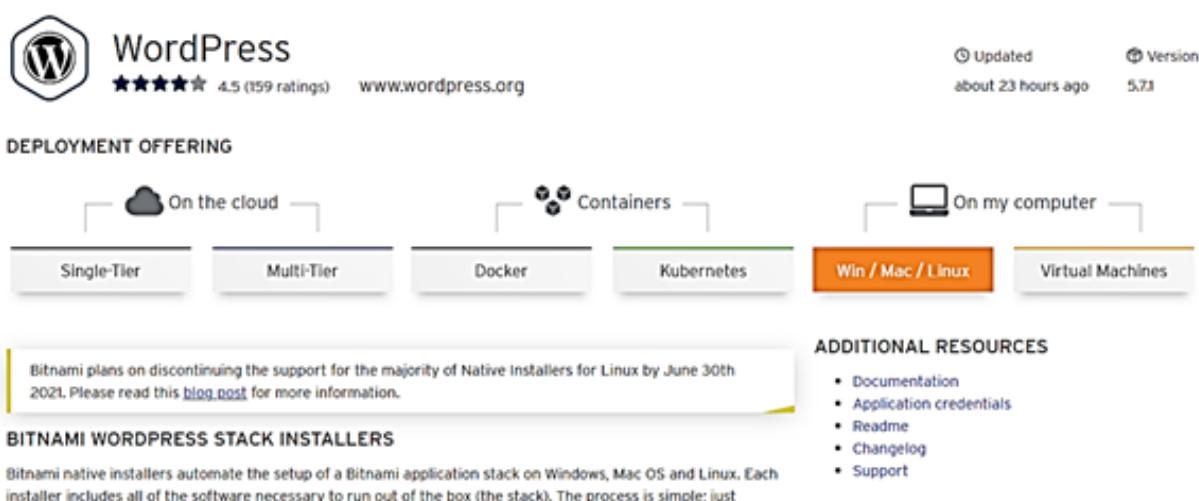 WordPress
4.5 (159 ratings) www.wordpress.org
Updated
about 23 hours ago
Version
5.7.1
DEPLOYMENT OFFERING
On the cloud
Containers
On my computer
Single-Tier
Multi-Tier
Docker
Kubernetes
Win / Mac / Linux
Virtual Machines
Bitnami plans on discontinuing the support for the majority of Native Installers for Linux by June 30th
2021. Please read this blog post for more information.
BITNAMI WORDPRESS STACK INSTALLERS
Bitnami native installers automate the setup of a Bitnami application stack on Windows, Mac OS and Linux. Each
installer includes all of the software necessary to run out of the box (the stack). The process is simple; just
ADDITIONAL RESOURCES
Documentation
Application credentials
Readme
Changelog
Support